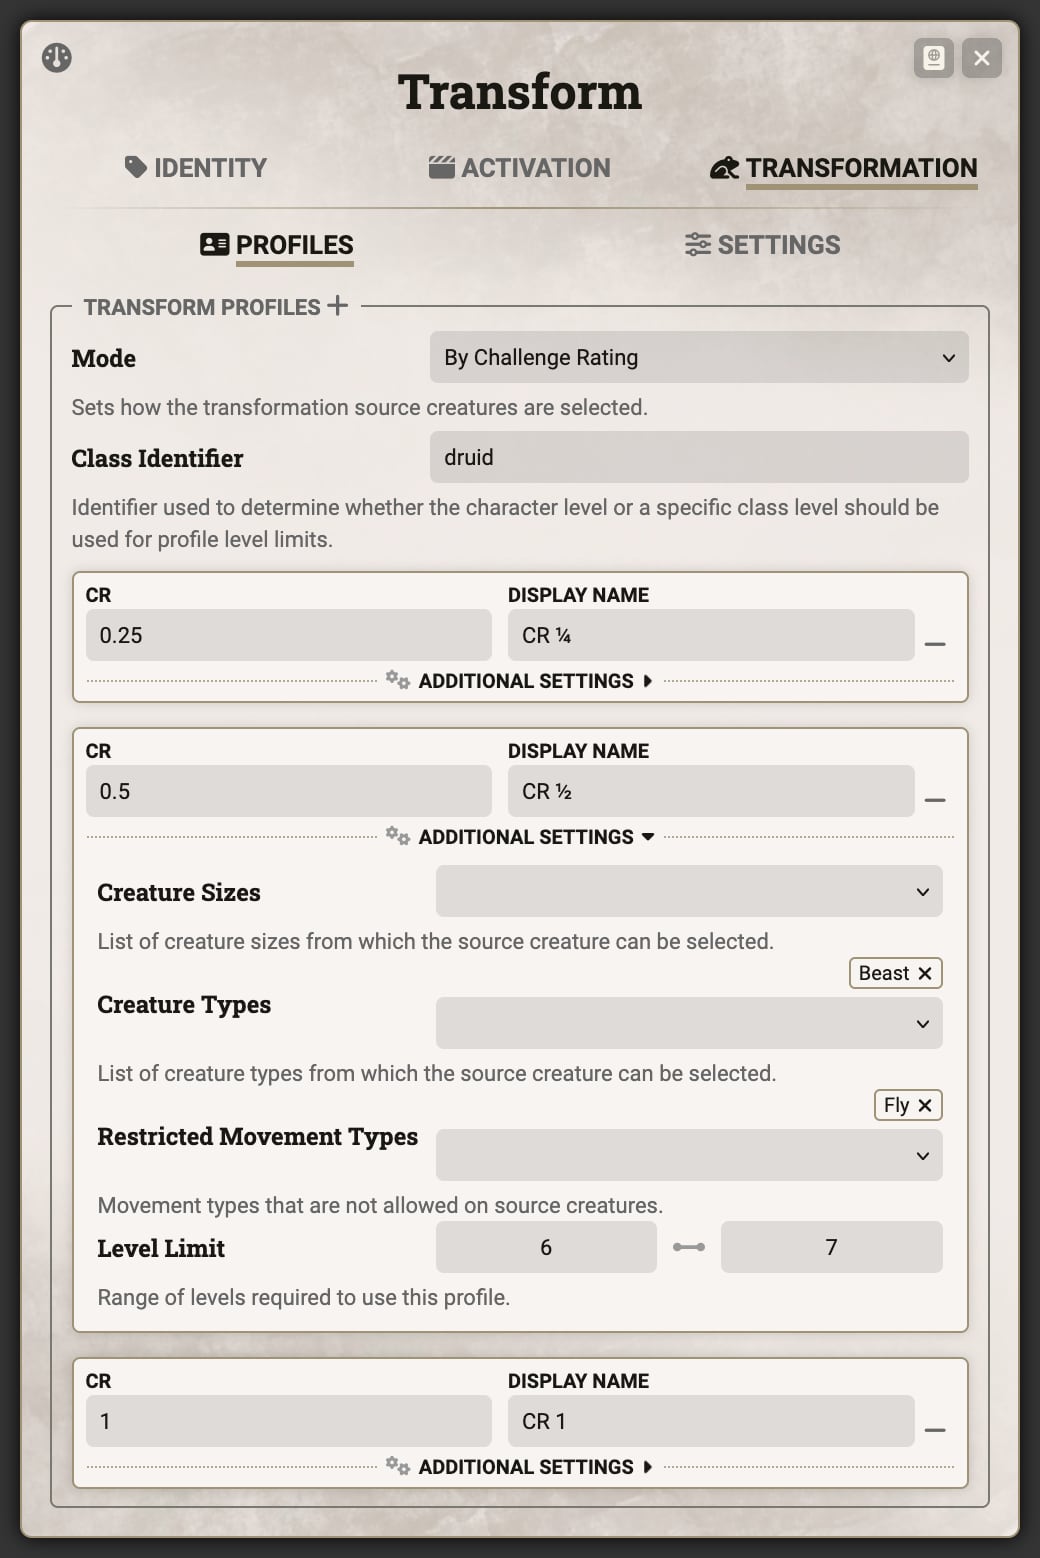 Transform
IDENTITY
ACTIVATION
TRANSFORMATION
PROFILES
SETTINGS
TRANSFORM PROFILES
Mode
By Challenge Rating
Sets how the transformation source creatures are selected.
Class Identifier
druid
Identifier used to determine whether the character level or a specific class level should be
used for profile level limits.
CR
DISPLAY NAME
0.25
CR ¼
ADDITIONAL SETTINGS
CR
DISPLAY NAME
0.5
CR ½
ADDITIONAL SETTINGS
Creature Sizes
List of creature sizes from which the source creature can be selected.
Beast
Creature Types
List of creature types from which the source creature can be selected.
Fly
Restricted Movement Types
Movement types that are not allowed on source creatures.
Level Limit
6
7
Range of levels required to use this profile.
CR
DISPLAY NAME
1
CR 1
ADDITIONAL SETTINGS